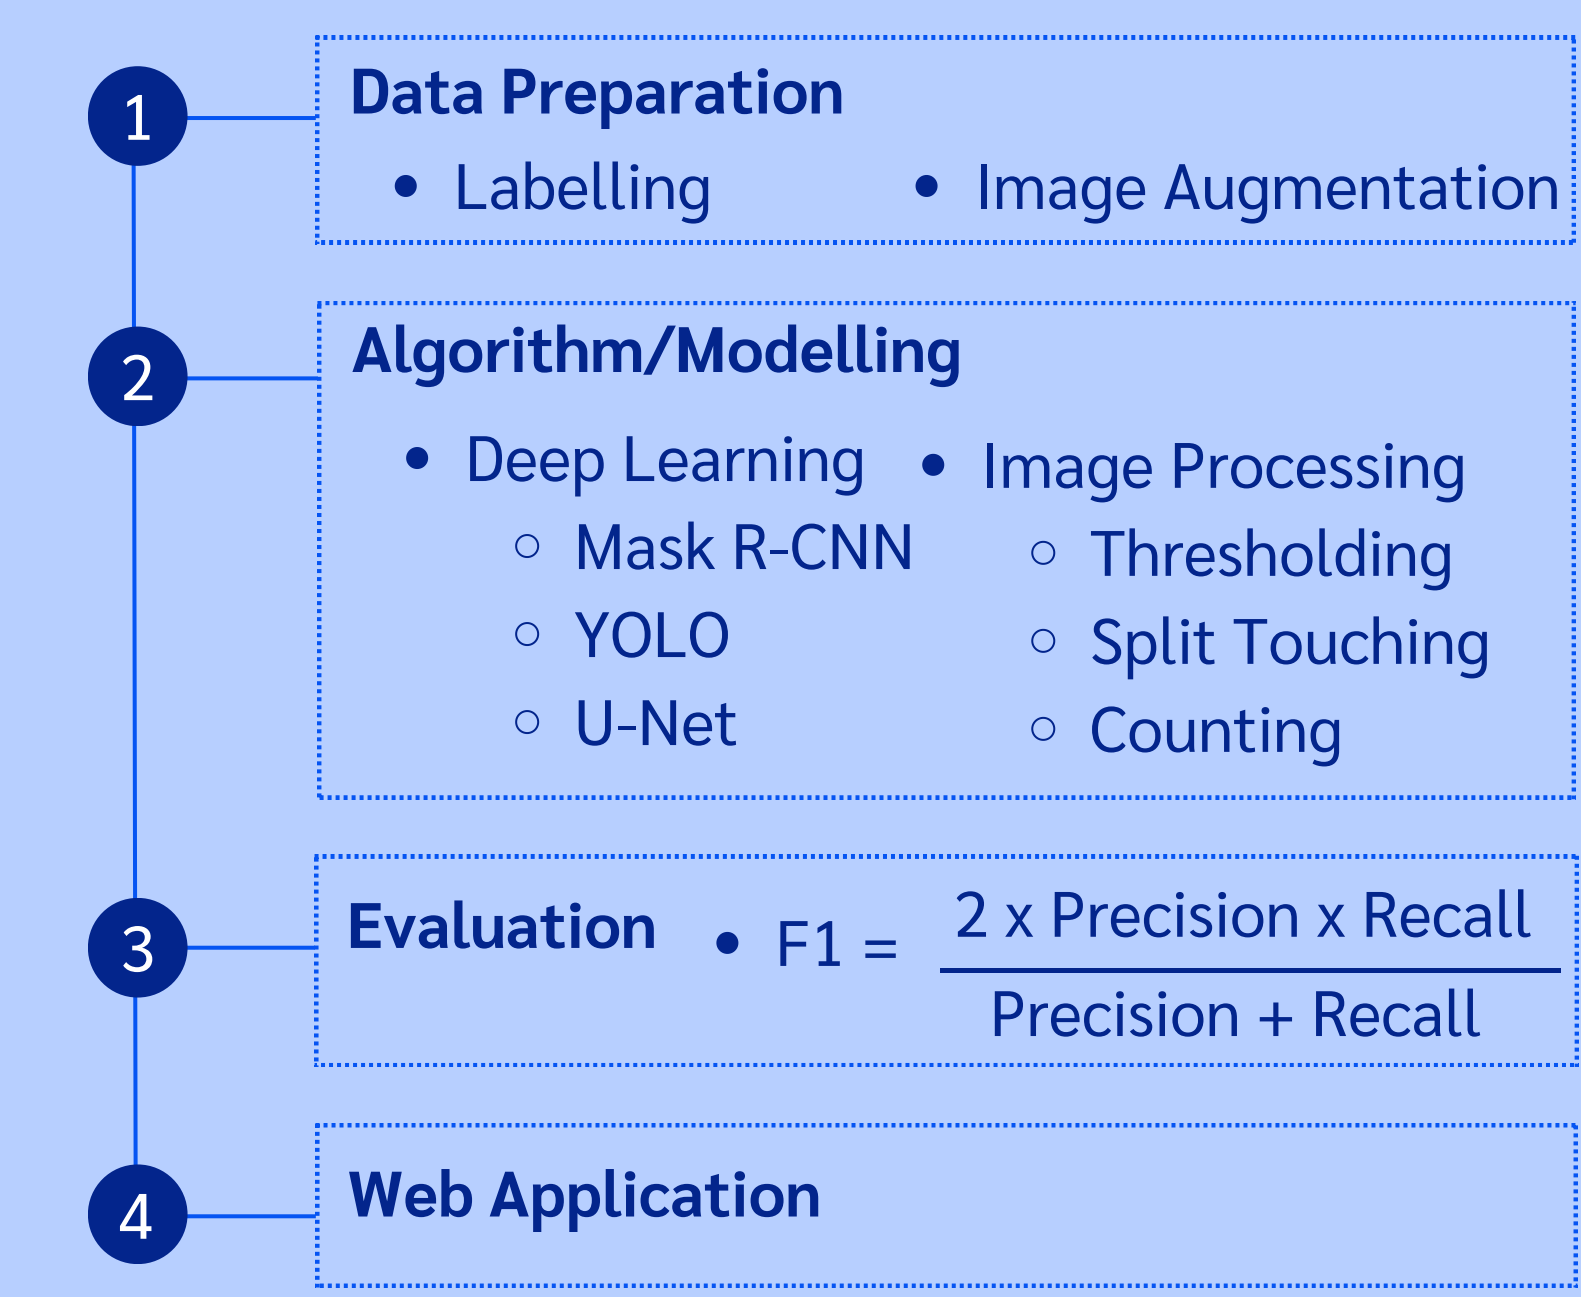 1
Data Preparation
• Labelling
• Image Augmentation
2
Algorithm/Modelling
• Deep Learning
○ Mask R-CNN
○ YOLO
○ U-Net
• Image Processing
○ Thresholding
○ Split Touching
○ Counting
3
Evaluation
• F1 =
2 x Precision x Recall
Precision + Recall
4
Web Application